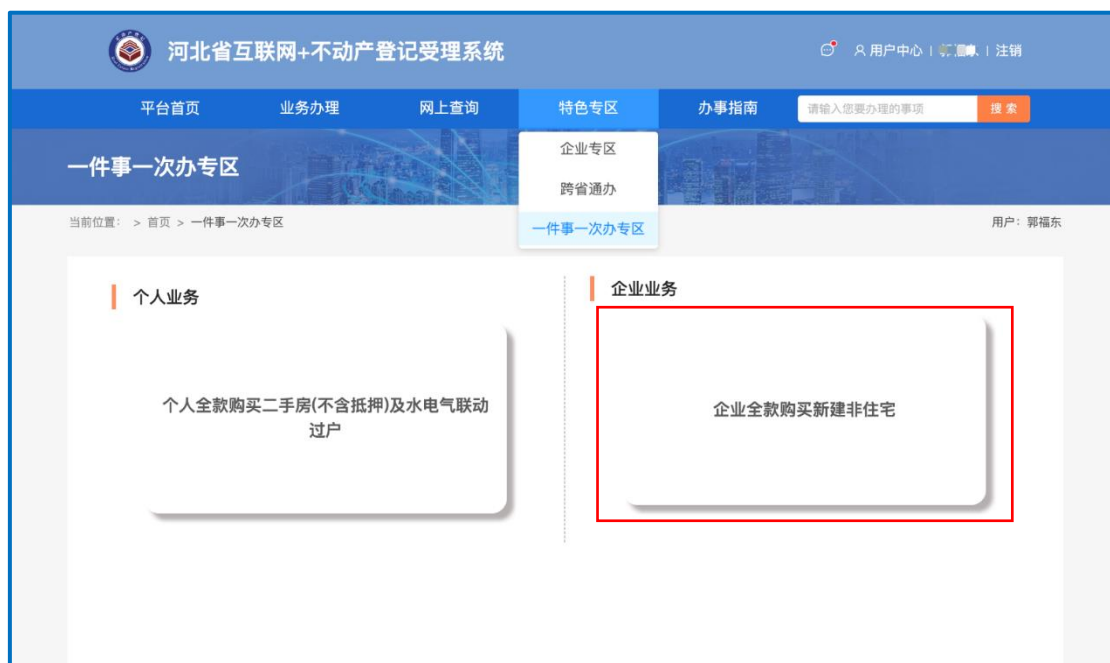 河北省互联网+不动产登记受理系统
用户中心 | | 注销
平台首页 业务办理 网上查询 特色专区 办事指南 请输入您要办理的事项 搜索
企业专区
跨省通办
一件事一次办专区
一件事一次办专区
当前位置: > 首页 > 一件事一次办专区
用户: 郭福东
个人业务
个人全款购买二手房(不含抵押)及水电气联动
过户
企业业务
企业全款购买新建非住宅